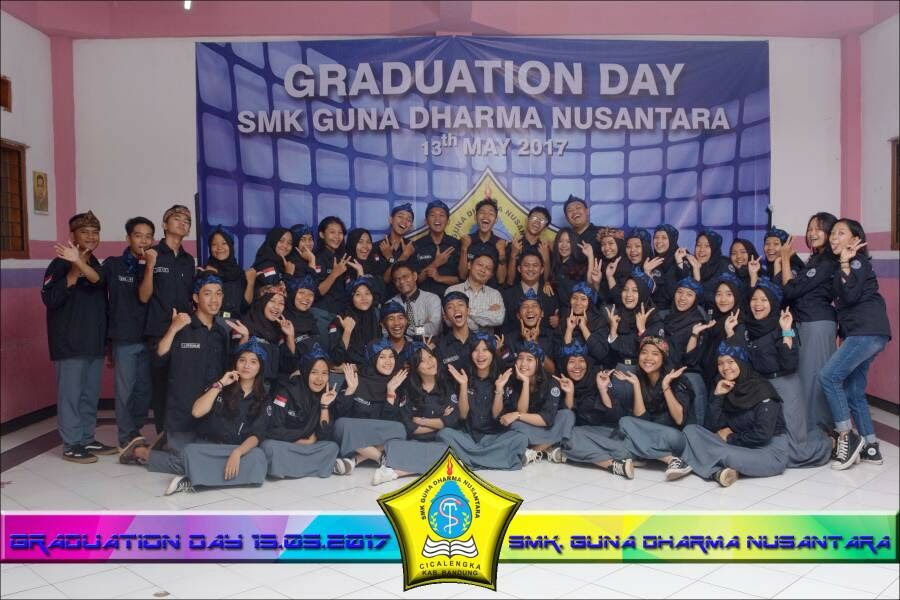 GRADUATION DAY
SMK GUNA DHARMA NUSANTARA
13th MAY 2017
GRADUATION DAY 13.05.2017
SMK GUNA DHARMA NUSANTARA
CICALENGKA
KAB. BANDUNG
SMK. GUNA DHARMA NUSANTARA